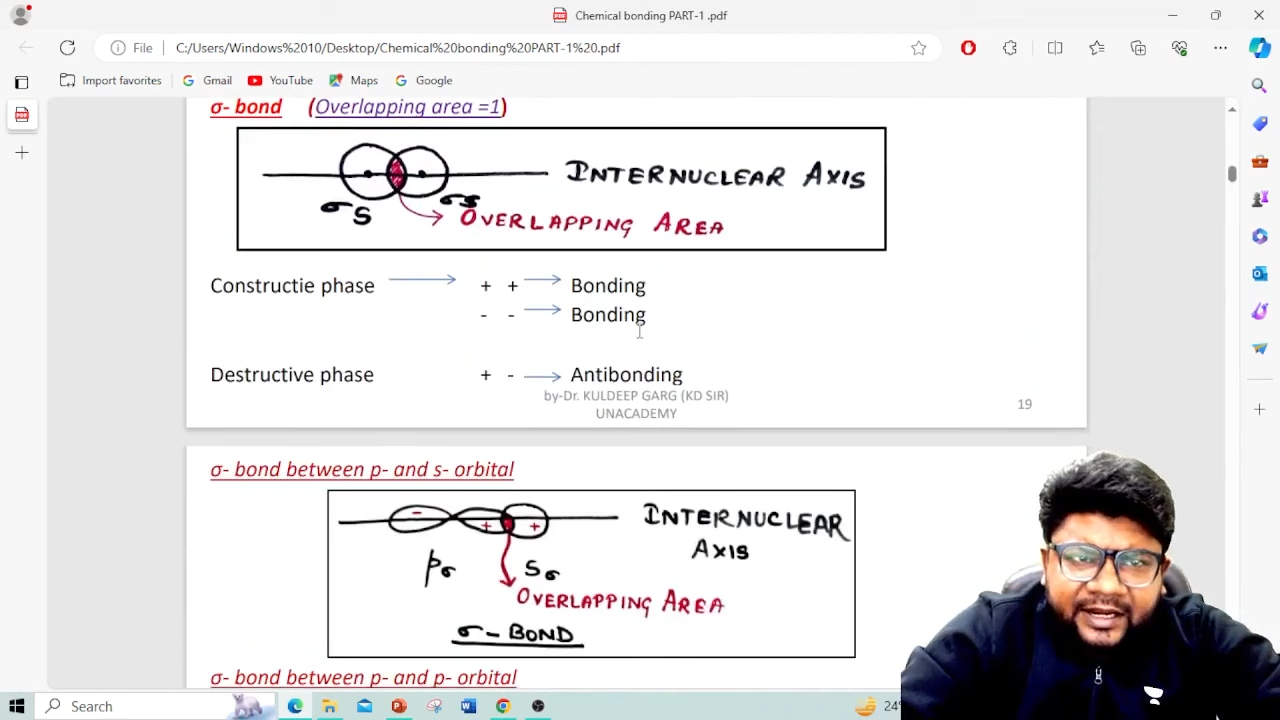 Chemical bonding PART-1 .pdf
File
C:/Users/Windows%2010/Desktop/Chemical%20bonding%20PART-1%20.pdf
Import favorites
Gmail
YouTube
Maps
Google
σ- bond (Overlapping area =1)
INTERNUCLEAR AXIS
σS
σs
OVERLAPPING AREA
Constructie phase + + Bonding
- - Bonding
Destructive phase + - Antibonding
by-Dr. KULDEEP GARG (KD SIR)
UNACADEMY
19
σ- bond between p- and s- orbital
- + +
INTERNUCLEAR
AXIS
pσ
Sσ
OVERLAPPING AREA
σ - BOND
σ- bond between p- and p- orbital
Search
24°